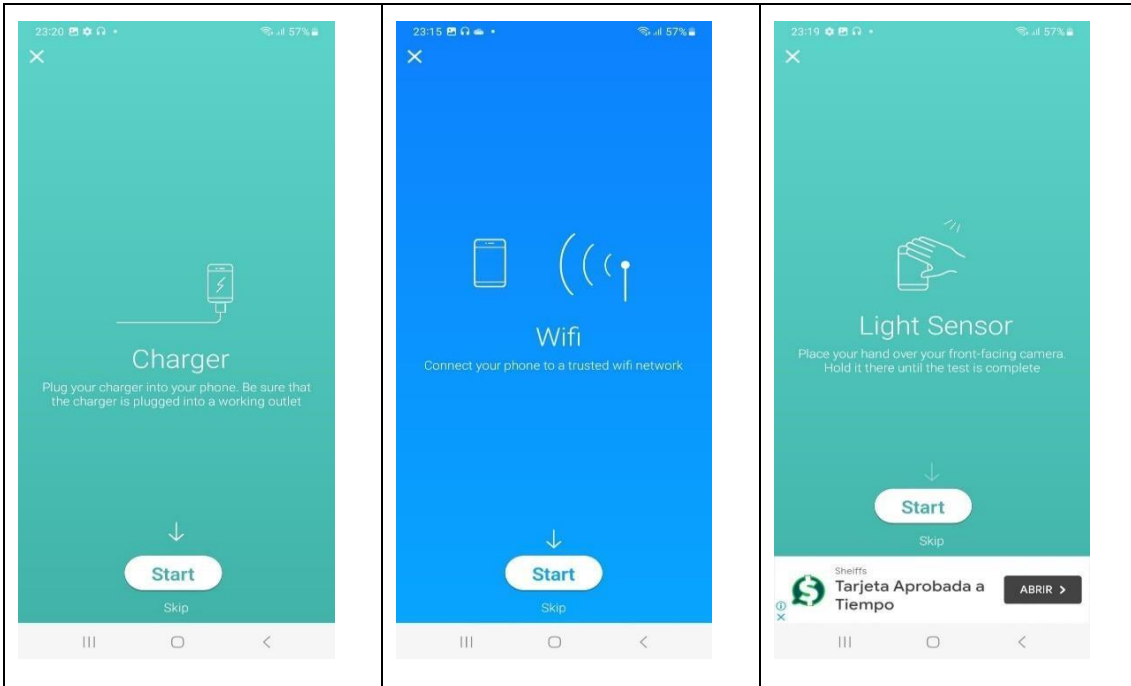 23:20 57%
Charger
Plug your charger into your phone. Be sure that
the charger is plugged into a working outlet
Start
Skip
23:15 57%
Wifi
Connect your phone to a trusted wifi network
Start
Skip
23:19 57%
Light Sensor
Place your hand over your front-facing camera.
Hold it there until the test is complete
Start
Skip
Sheiffs
Tarjeta Aprobada a
Tiempo
ABRIR >